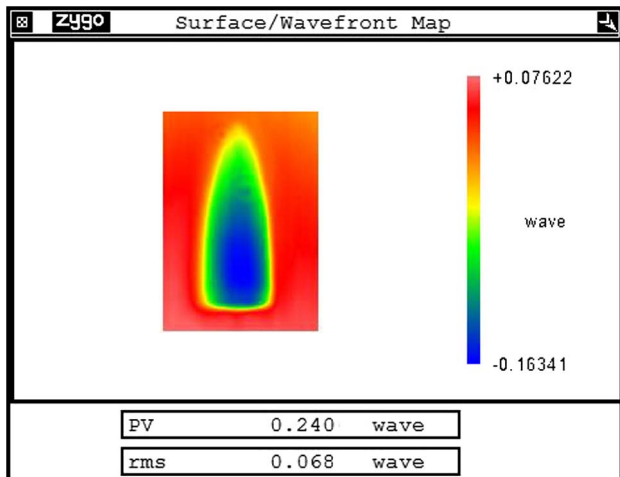 zygo Surface/Wavefront Map
+0.07622
wave
-0.16341
PV 0.240 wave
rms 0.068 wave